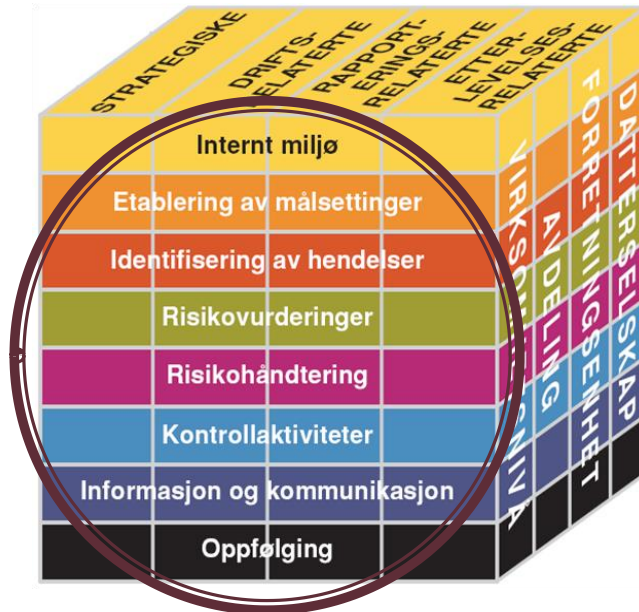 STRATEGISKE
DRIFTS-
RELATERTE
RAPPORT-
ERINGS-
RELATERTE
ETTER-
LEVELSES-
RELATERTE
Internt miljø
Etablering av målsettinger
Identifisering av hendelser
Risikovurderinger
Risikohåndtering
Kontrollaktiviteter
Informasjon og kommunikasjon
Oppfølging
AVDELING
FORRETNINGSENHET
DATTERSELSKAP